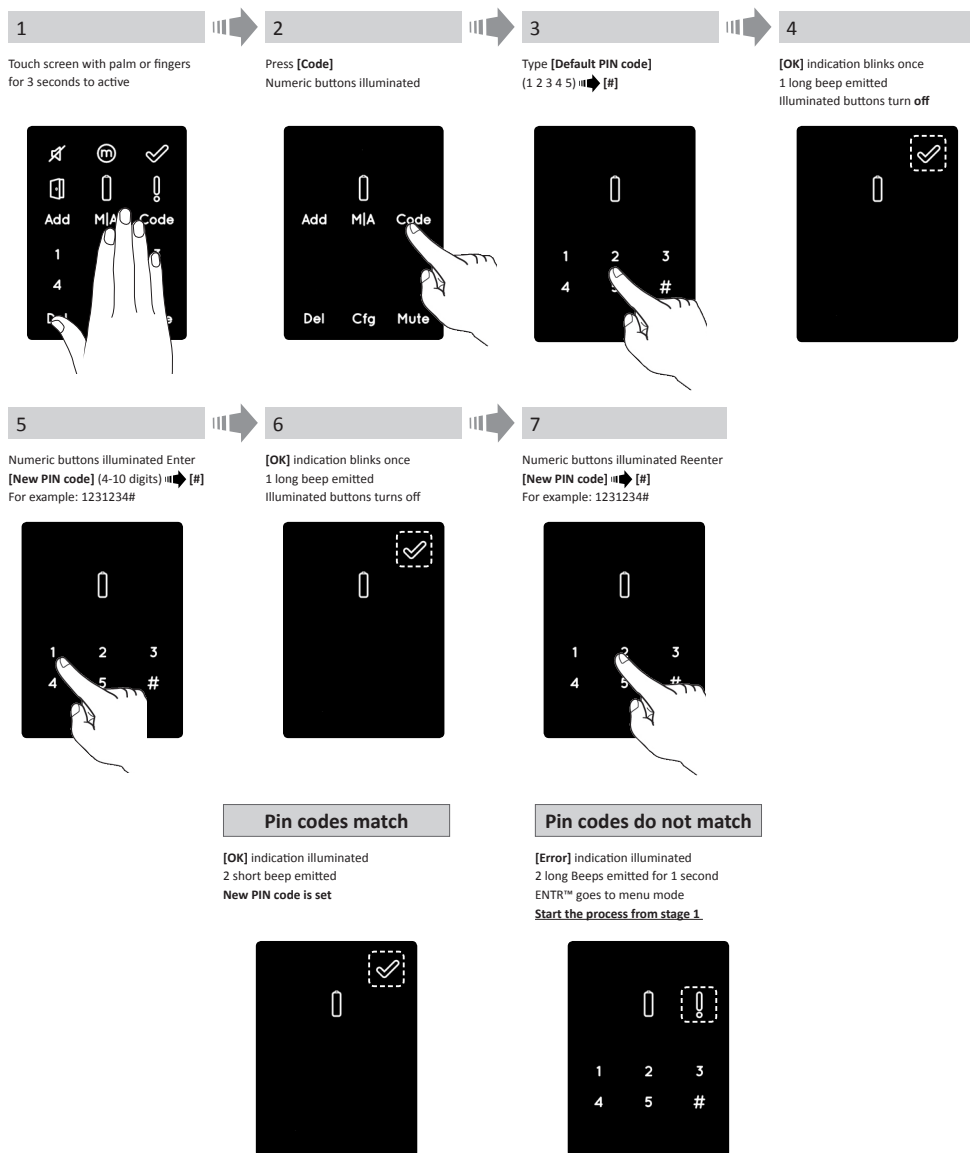 1
Touch screen with palm or fingers
for 3 seconds to active
Add M|A Code
1
4
2
Press [Code]
Numeric buttons illuminated
Add M|A Code
Del Cfg Mute
3
Type [Default PIN code]
(1 2 3 4 5) [#]
1 2 3
4 5 #
4
[OK] indication blinks once
1 long beep emitted
Illuminated buttons turn off
5
Numeric buttons illuminated Enter
[New PIN code] (4-10 digits) [#]
For example: 1231234#
1 2 3
4 5 #
6
[OK] indication blinks once
1 long beep emitted
Illuminated buttons turns off
7
Numeric buttons illuminated Reenter
[New PIN code] [#]
For example: 1231234#
1 2 3
4 5 #
Pin codes match
[OK] indication illuminated
2 short beep emitted
New PIN code is set
Pin codes do not match
[Error] indication illuminated
2 long Beeps emitted for 1 second
ENTR™ goes to menu mode
Start the process from stage 1
1 2 3
4 5 #